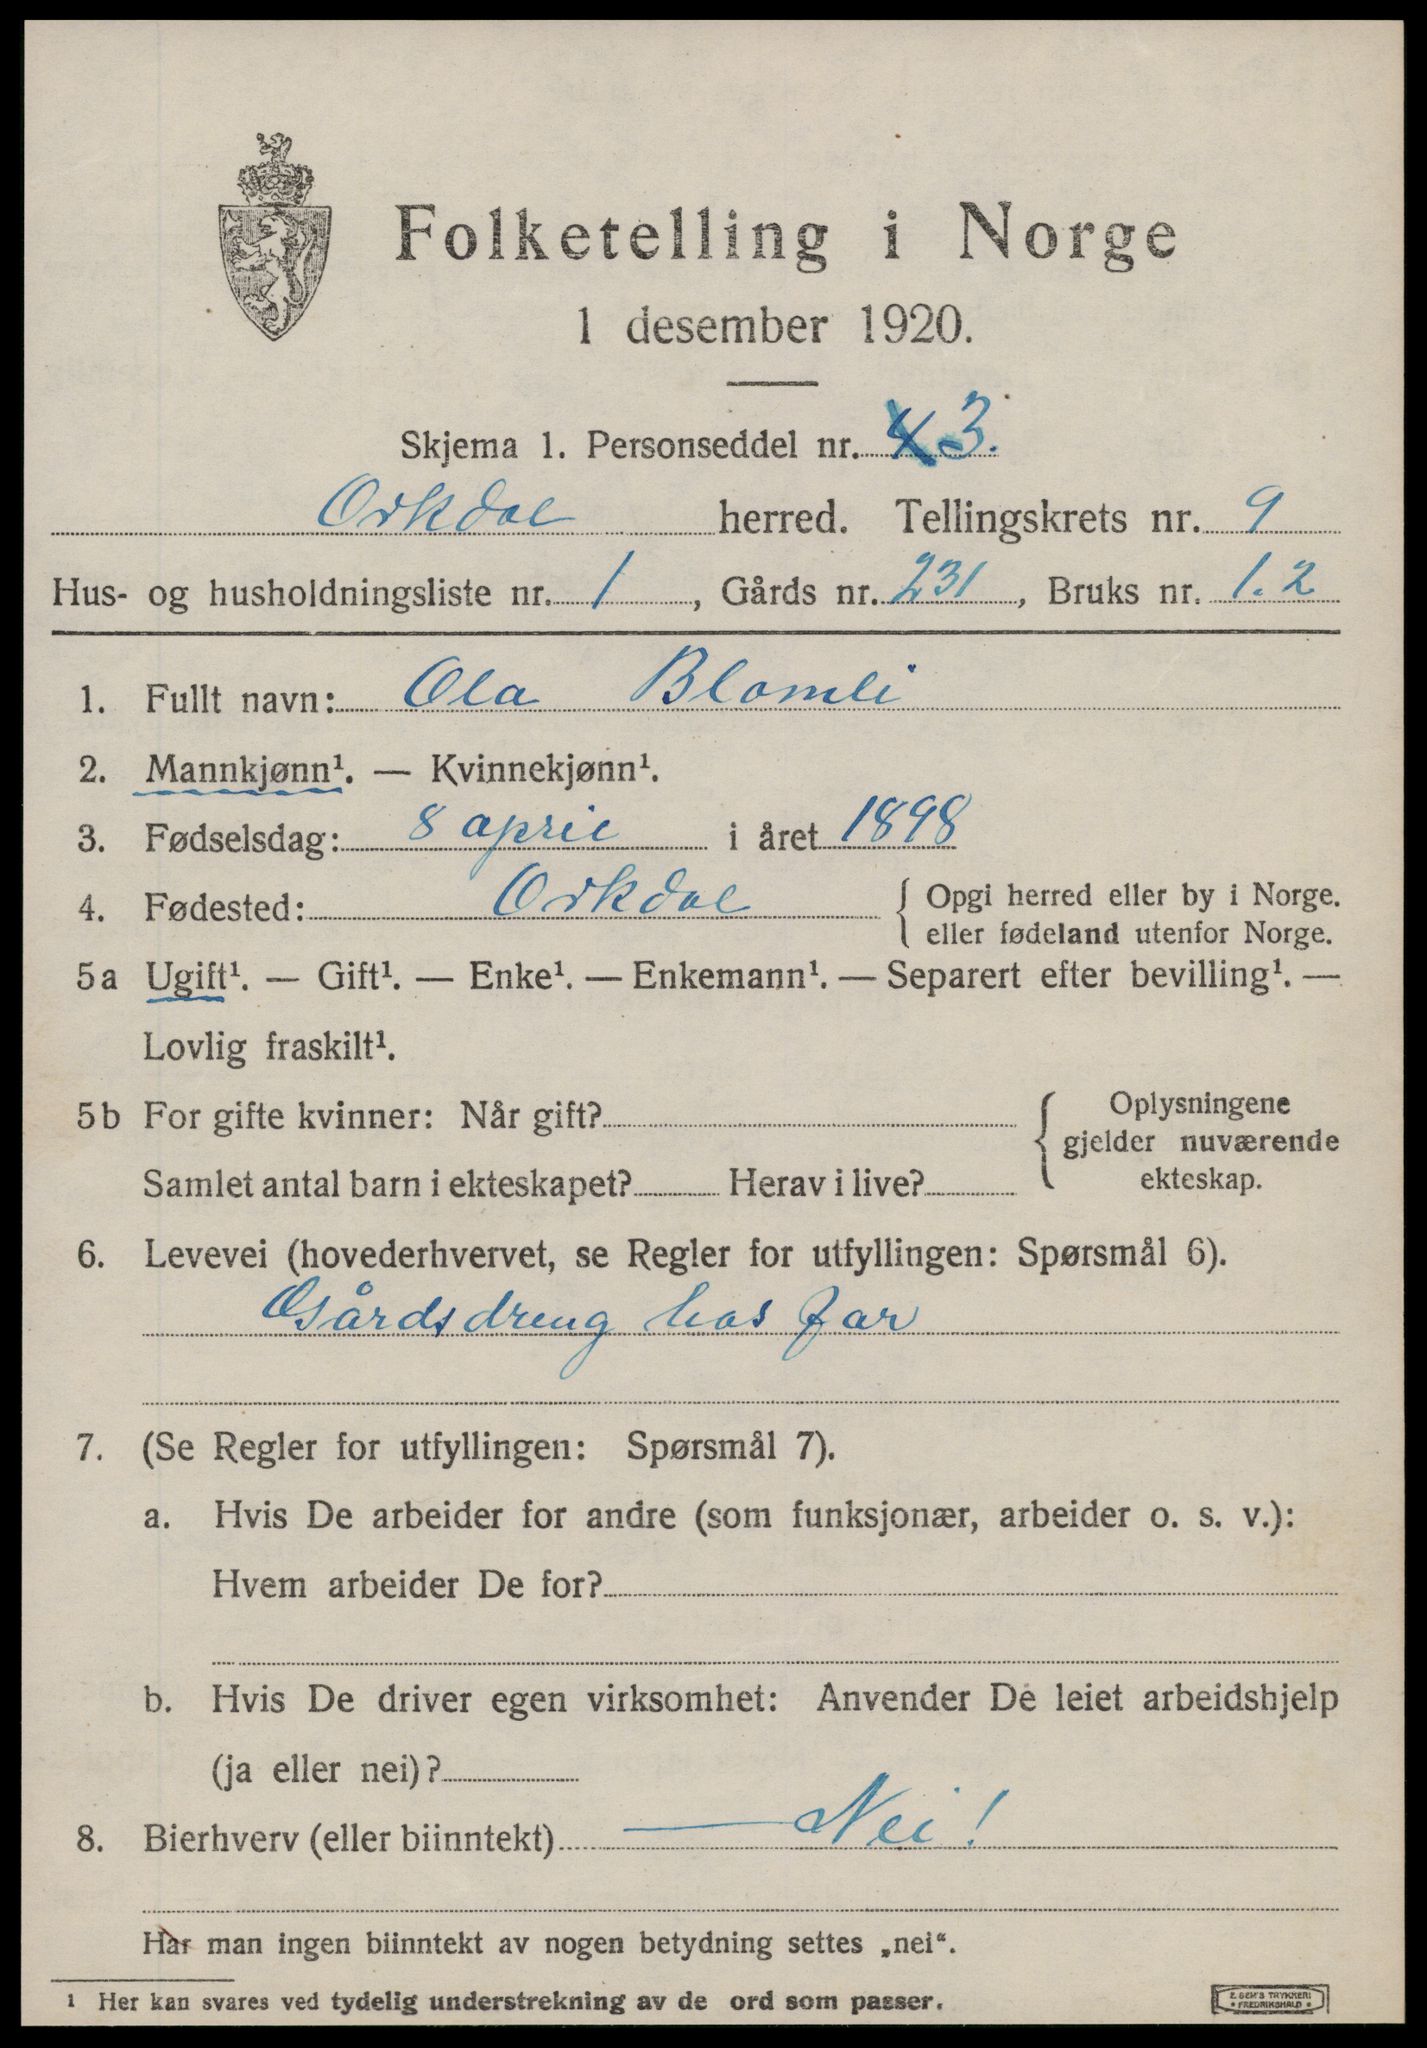 Folketelling i Norge
1 desember 1920.
Skjema 1. Personseddel nr. 4 3.
Orkdal herred. Tellingskrets nr. 9
Hus- og husholdningsliste nr. 1, Gårds nr. 231, Bruks nr. 1.2
1. Fullt navn: Ola Blomli
2. Mannkjønn¹. — Kvinnekjønn¹.
3. Fødselsdag: 8 april i året 1898
4. Fødested: Orkdal { Opgi herred eller by i Norge.
eller fødeland utenfor Norge.
5a Ugift¹. — Gift¹. — Enke¹. — Enkemann¹. — Separert efter bevilling¹. —
Lovlig fraskilt¹.
5b For gifte kvinner: Når gift? { Oplysningene
gjelder nuværende
Samlet antal barn i ekteskapet? Herav i live? ekteskap.
6. Levevei (hovederhvervet, se Regler for utfyllingen: Spørsmål 6).
Gårdsdreng hos far
7. (Se Regler for utfyllingen: Spørsmål 7).
a. Hvis De arbeider for andre (som funksjonær, arbeider o. s. v.):
Hvem arbeider De for?
b. Hvis De driver egen virksomhet: Anvender De leiet arbeidshjelp
(ja eller nei)?
8. Bierhverv (eller biinntekt) — Nei!
Har man ingen biinntekt av nogen betydning settes „nei“.
1 Her kan svares ved tydelig understrekning av de ord som passer.
E. SEM'S TRYKKERI
• FREDRIKSHALD •